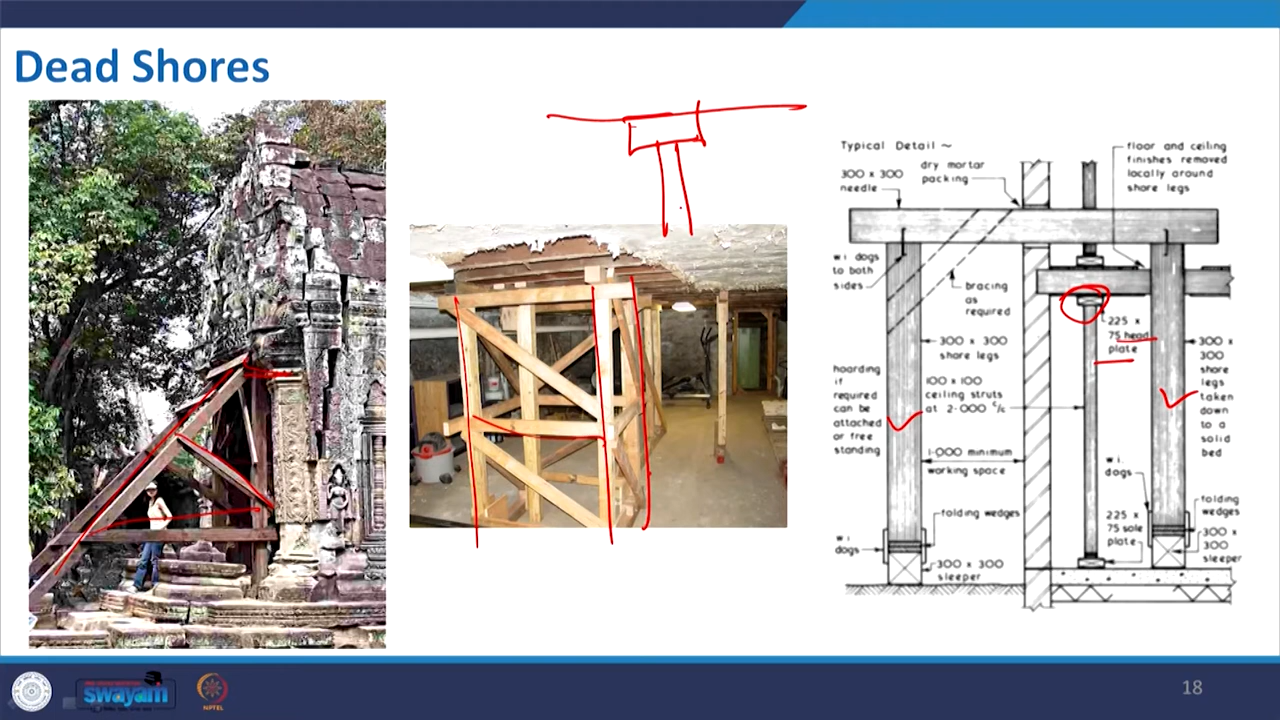 Dead Shores
Typical Detail ~
300 x 300
needle
dry mortar
packing
floor and ceiling
finishes removed
locally around
shore legs
w.i. dogs
to both
sides
bracing
as
required
225 x
75 head
plate
300 x 300
shore legs
300
x
300
shore
legs
taken
down
to a
solid
bed
hoarding
if
required
can be
attached
or free
standing
100 x 100
ceiling struts
at 2·000 c/c
1·000 minimum
working space
w.i.
dogs
folding wedges
folding
wedges
w.i.
dogs
225 x
75 sole
plate
300 x
300
sleeper
300 x 300
sleeper
swayam
NPTEL
18